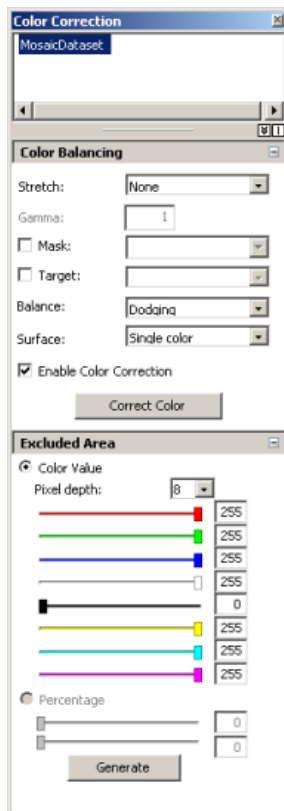 Color Correction
MosaicDataset
Color Balancing
Stretch: None
Gamma: 1
Mask:
Target:
Balance: Dodging
Surface: Single color
Enable Color Correction
Correct Color
Excluded Area
Color Value
Pixel depth: 8
255
255
255
255
0
255
255
255
Percentage
0
0
Generate